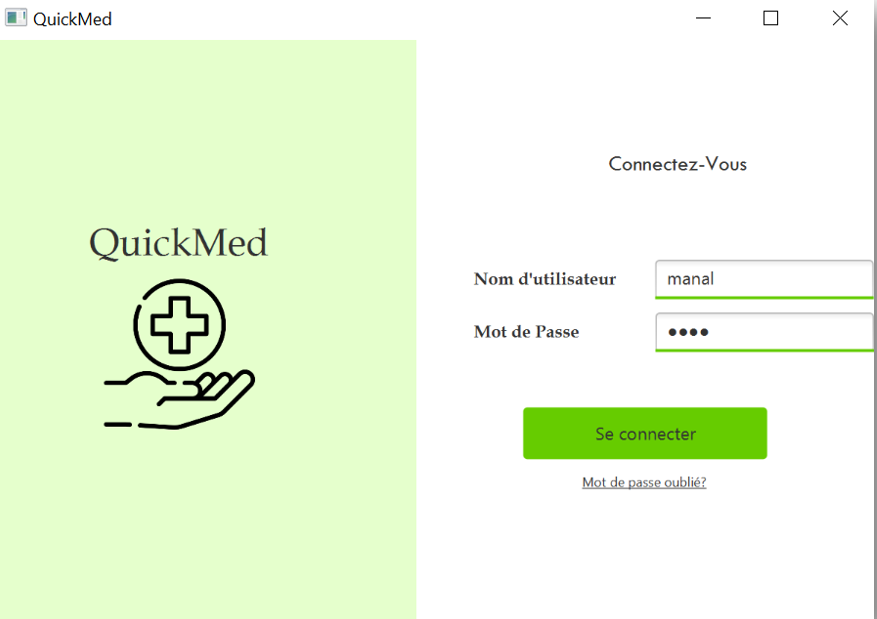 QuickMed
QuickMed
Connectez-Vous
Nom d'utilisateur manal
Mot de Passe ●●●●
Se connecter
Mot de passe oublié?